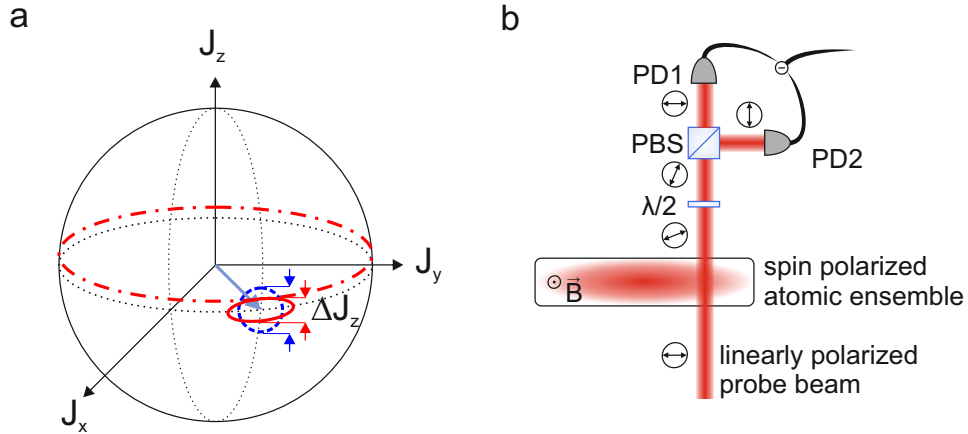 a
J_z
J_y
ΔJ_z
J_x
b
PD1
PBS
PD2
λ/2
B⃗
spin polarized
atomic ensemble
linearly polarized
probe beam